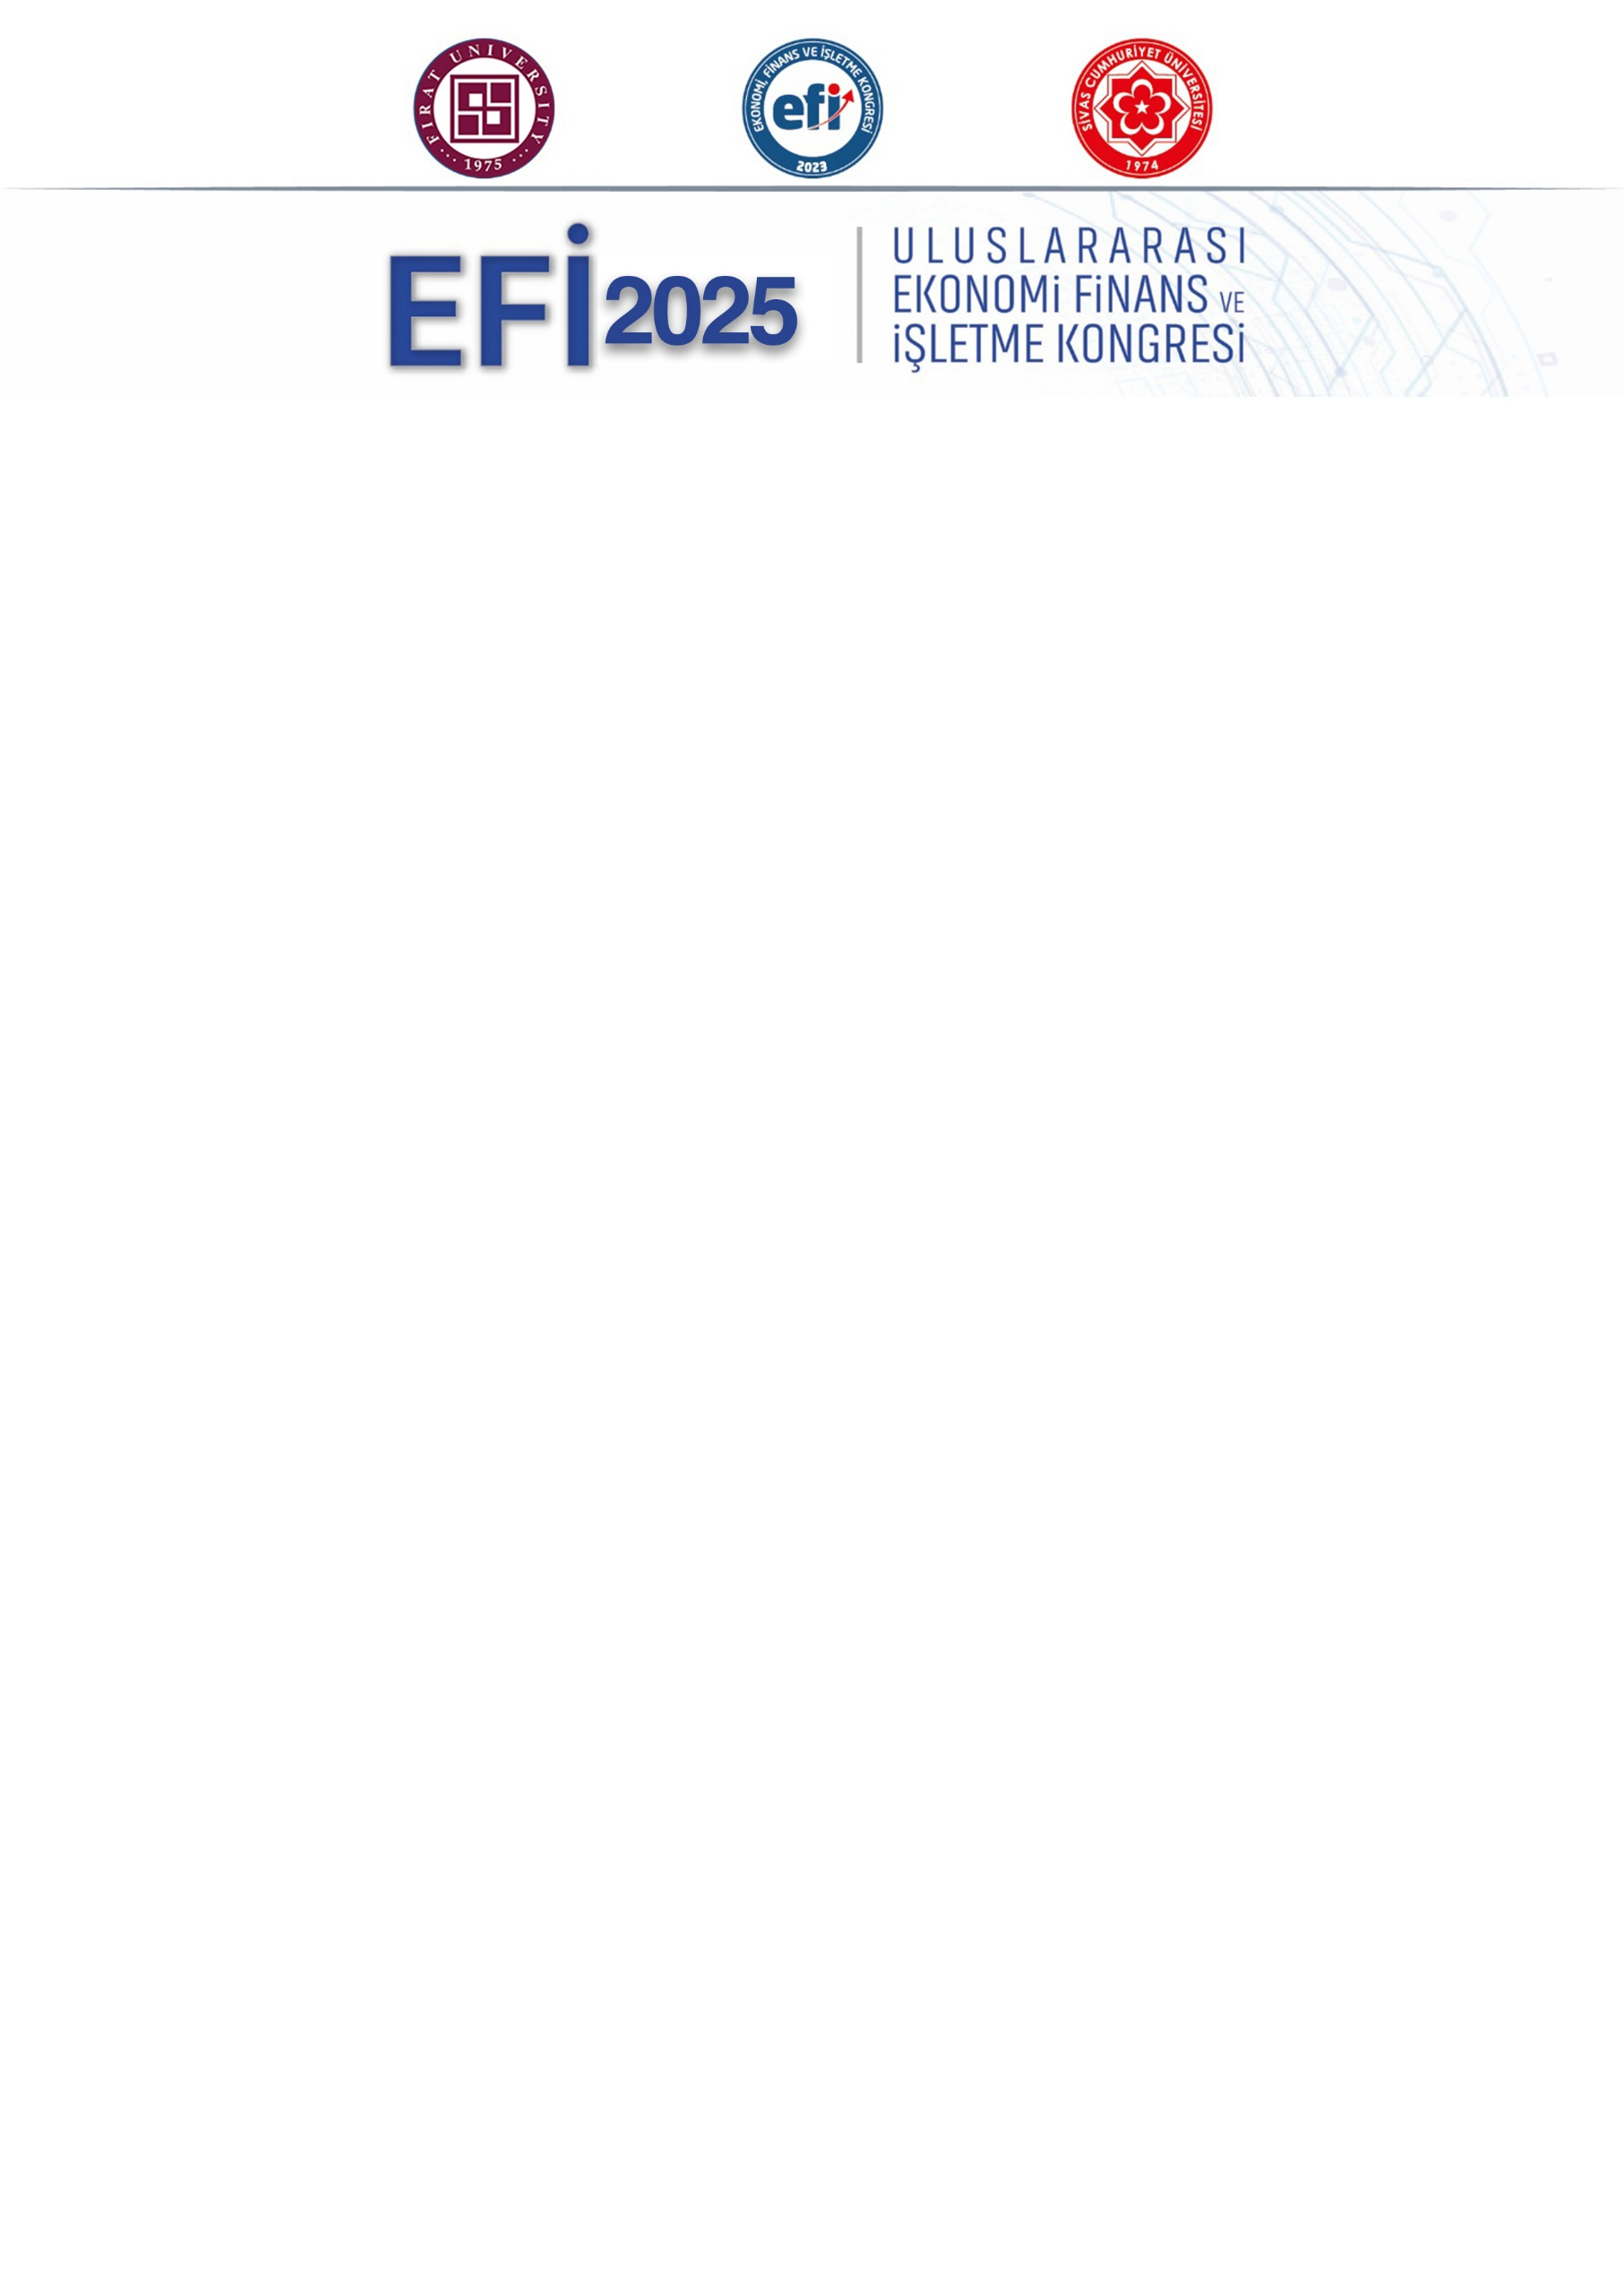 FIRAT UNIVERSITY
1975
EKONOMİ, FİNANS VE İŞLETME KONGRESİ
efi
2023
SİVAS CUMHURİYET ÜNİVERSİTESİ
1974
EFİ2025
ULUSLARARASI
EKONOMİ FİNANS VE
İŞLETME KONGRESİ